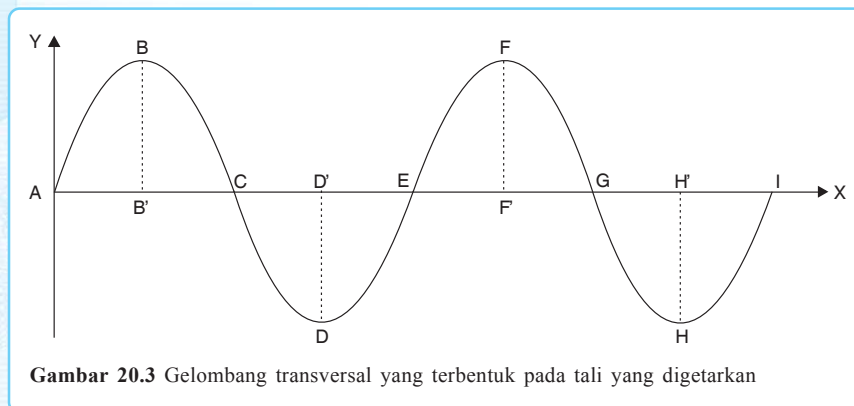 Y
B
F
A
C
D'
E
G
H'
I
X
B'
F'
D
H
Gambar 20.3 Gelombang transversal yang terbentuk pada tali yang digetarkan